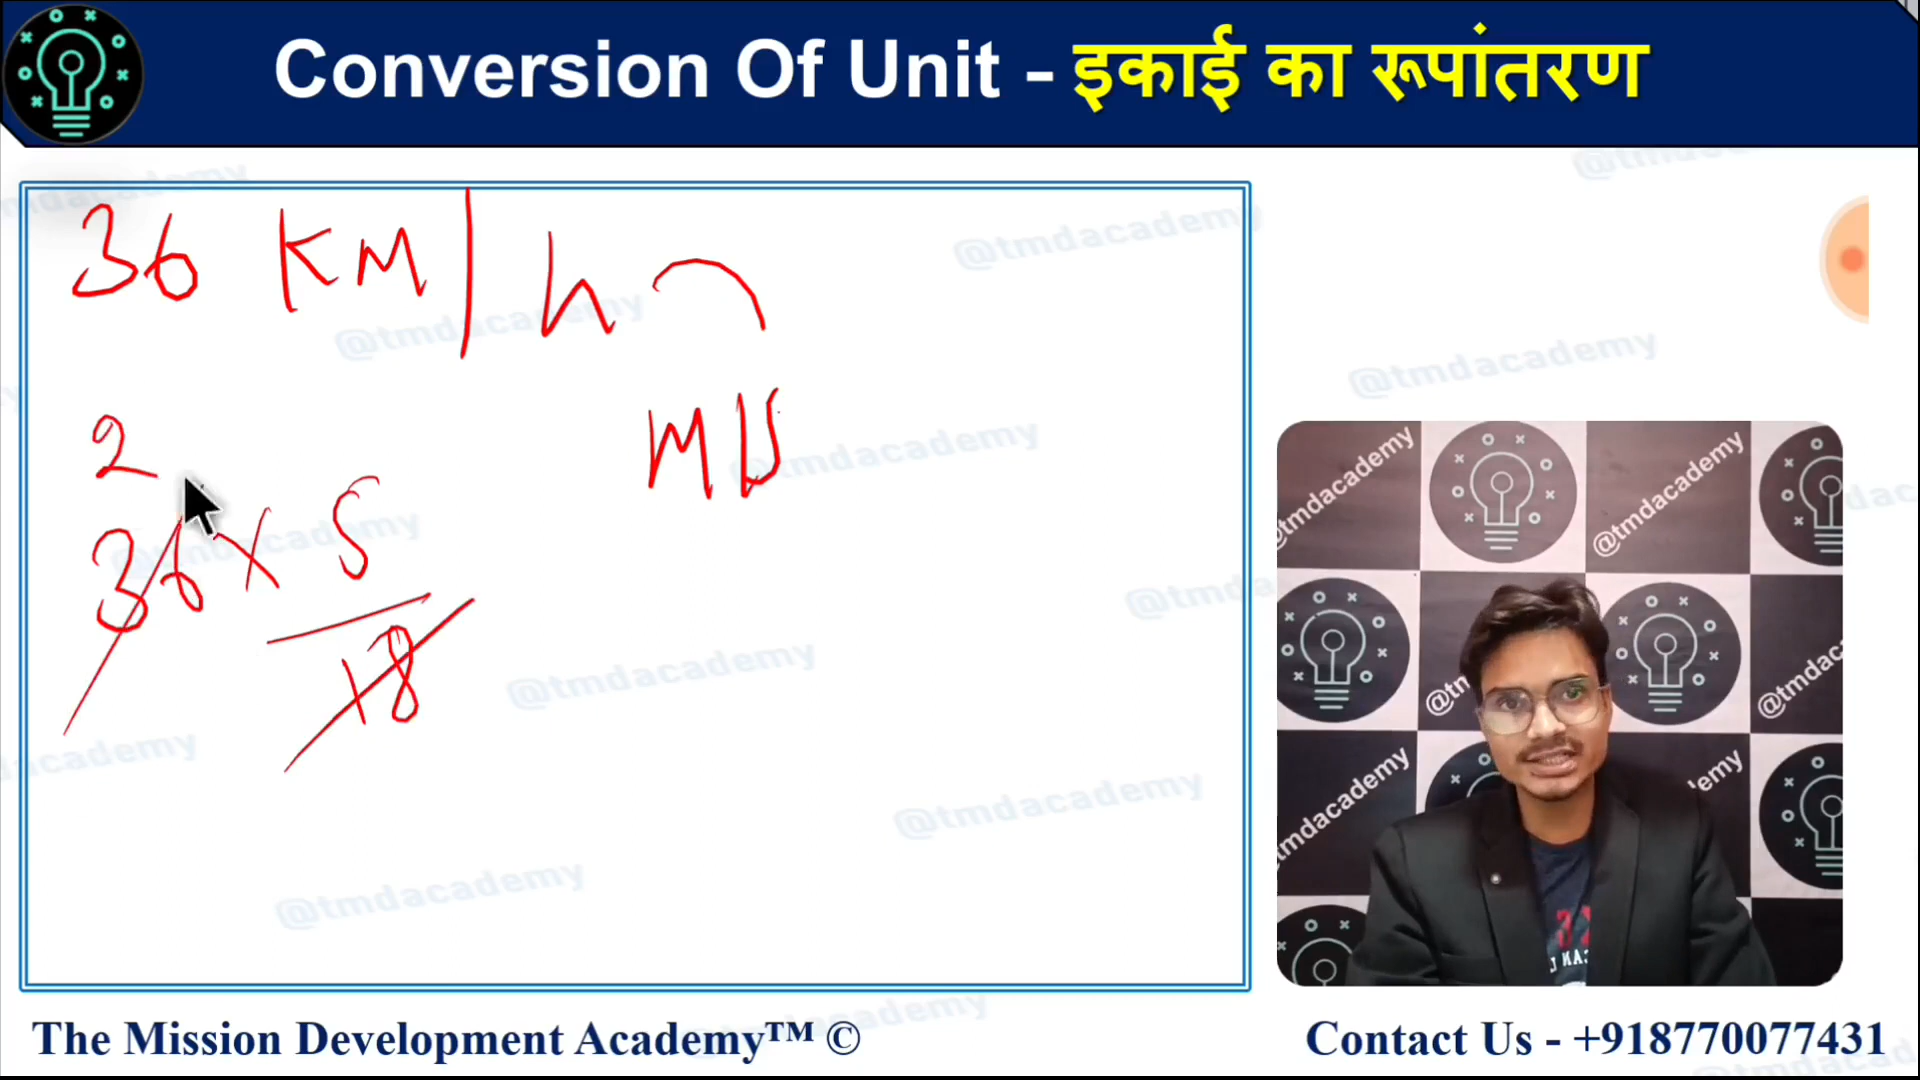 Conversion Of Unit - इकाई का रूपांतरण
36 KM/h
M/S
2
36 x 5
18
@tmdacademy
The Mission Development Academy™ ©
Contact Us - +918770077431